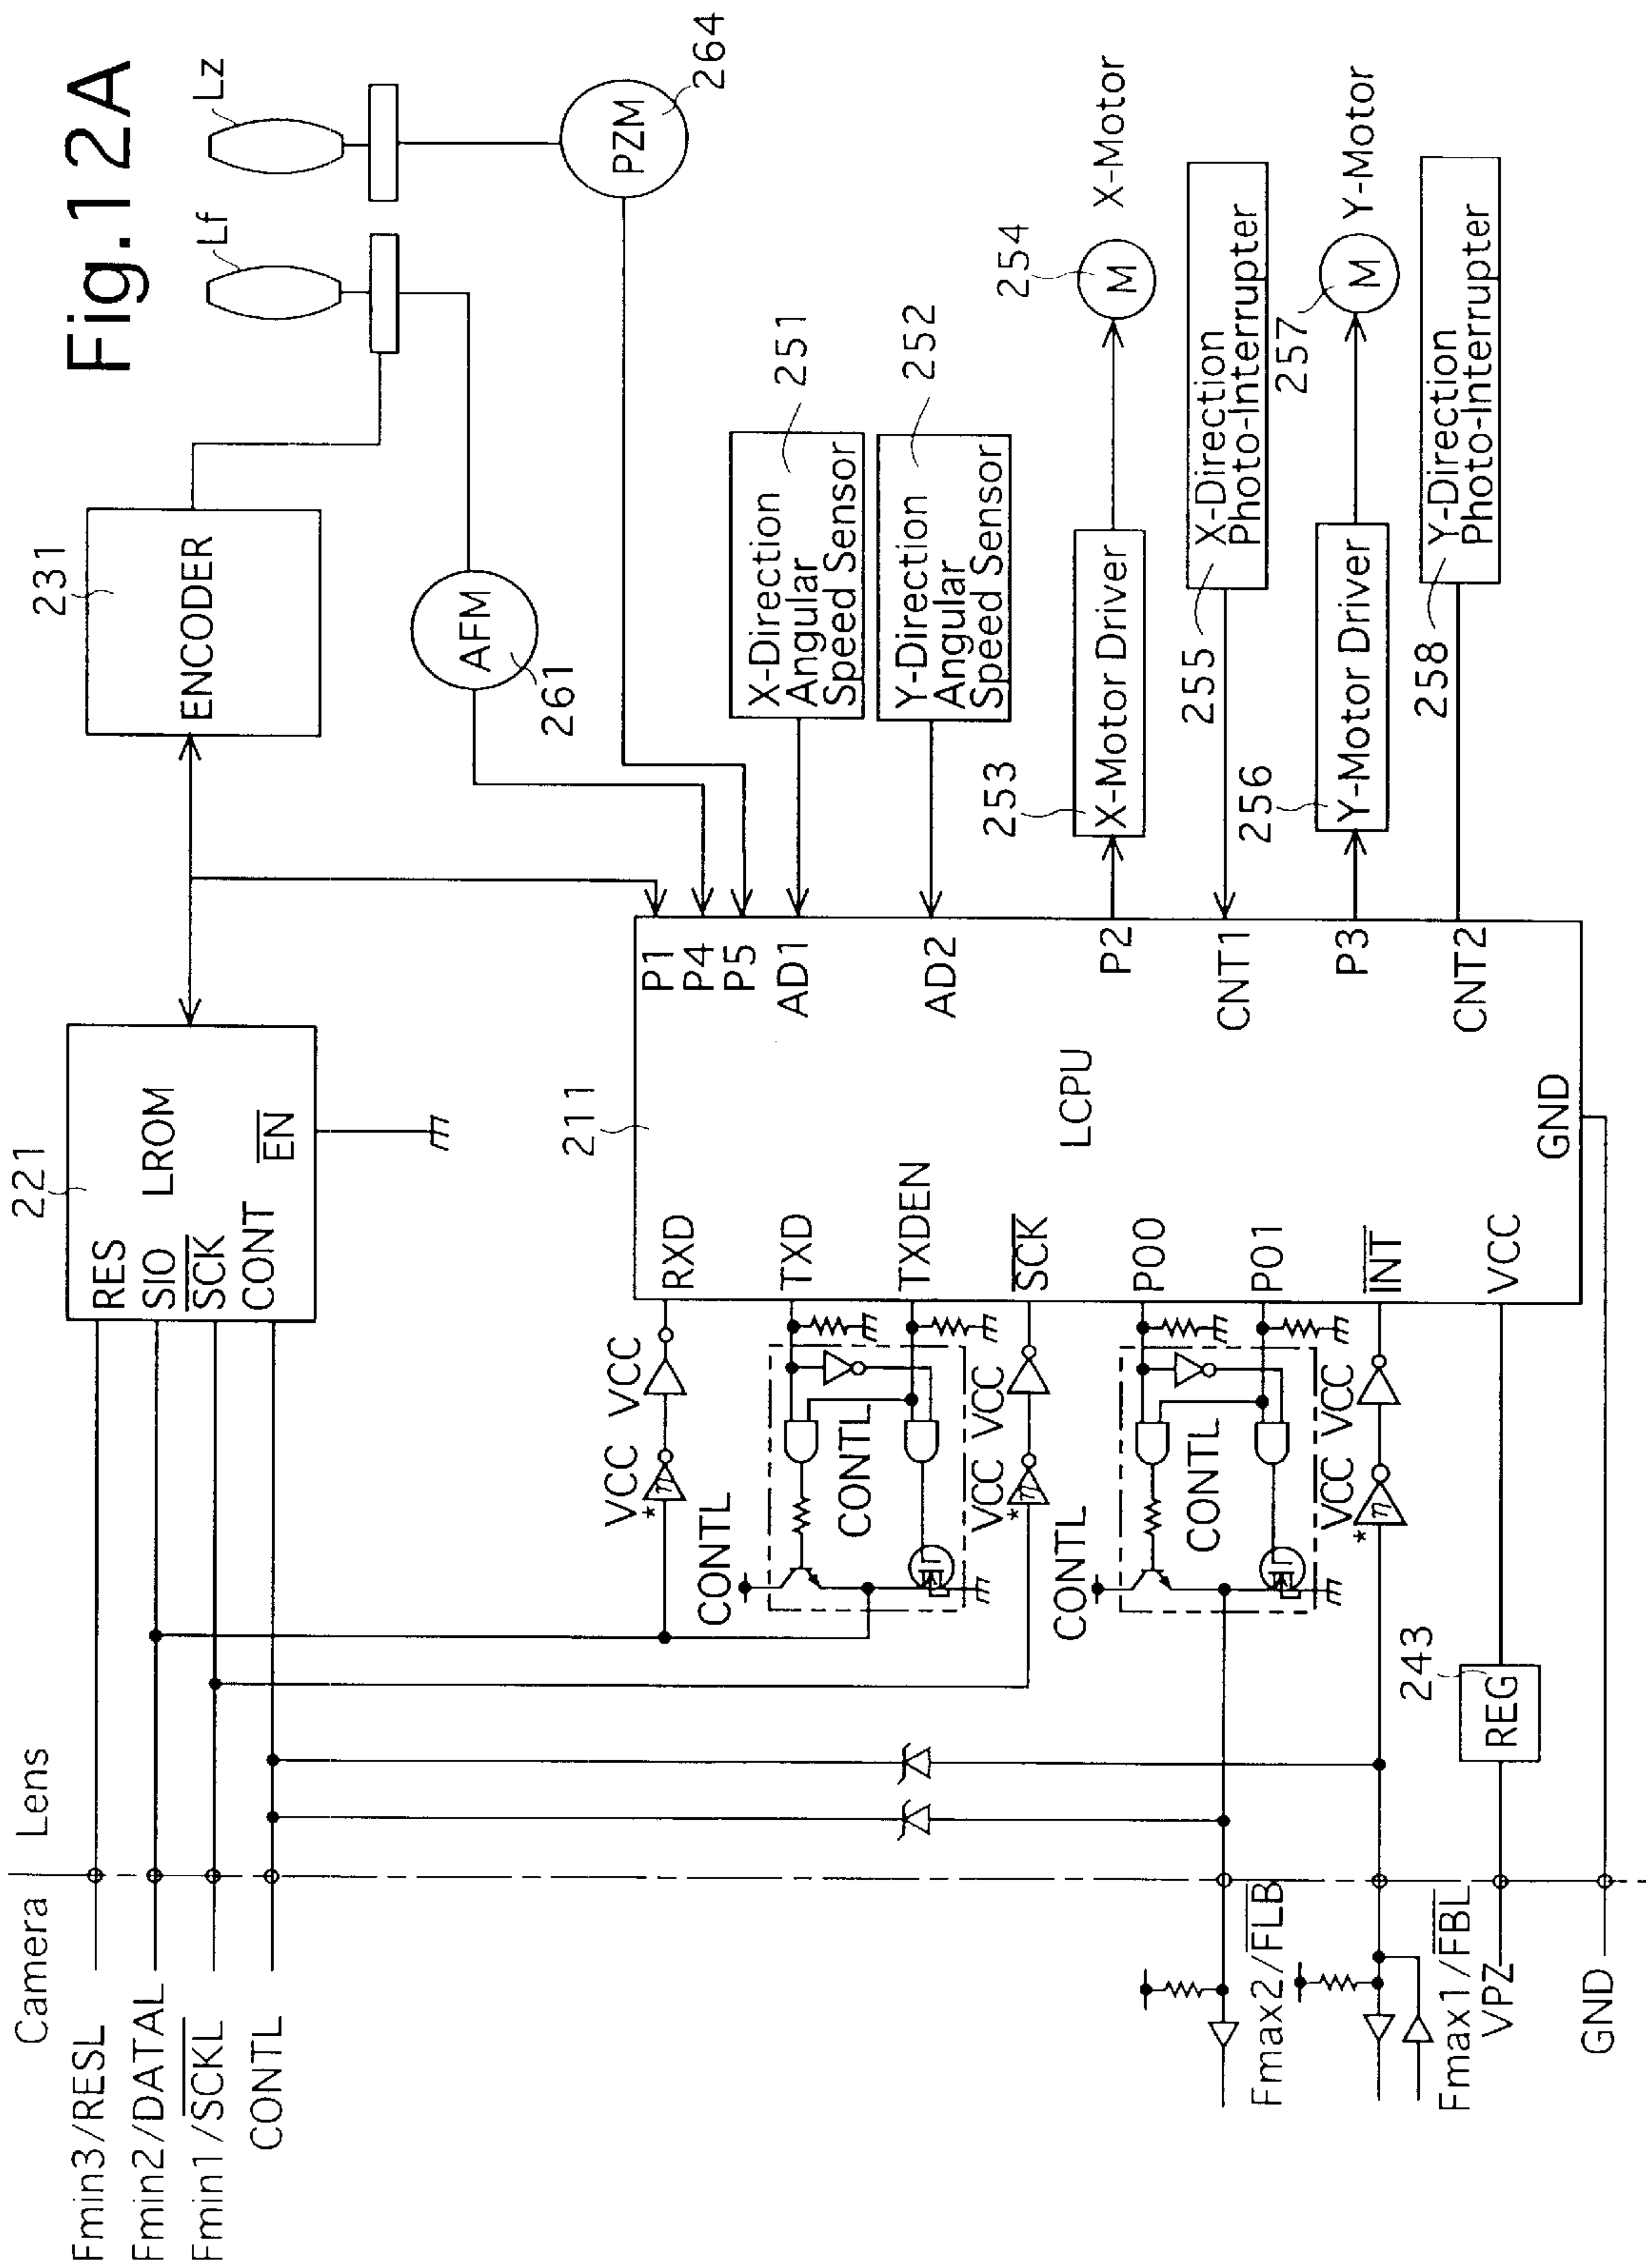 Fig.12A
Camera
Lens
Fmin3/RESL
Fmin2/DATAL
Fmin1/SCKL
CONTL
221
RES
SIO
SCK
CONT
LROM
EN
231
ENCODER
Lf
Lz
AFM
261
PZM
264
211
LCPU
RXD
TXD
TXDEN
SCK
P00
P01
INT
VCC
GND
P1
P4
P5
AD1
AD2
P2
CNT1
P3
CNT2
VCC
VCC
*
η
CONTL
CONTL
VCC
VCC
*
η
CONTL
CONTL
VCC
VCC
*
η
243
REG
X-Direction
Angular
Speed Sensor
251
Y-Direction
Angular
Speed Sensor
252
253
X-Motor Driver
254
M
X-Motor
255
X-Direction
Photo-Interrupter
256
Y-Motor Driver
257
M
Y-Motor
258
Y-Direction
Photo-Interrupter
Fmax2/FLB
Fmax1/FBL
VPZ
GND